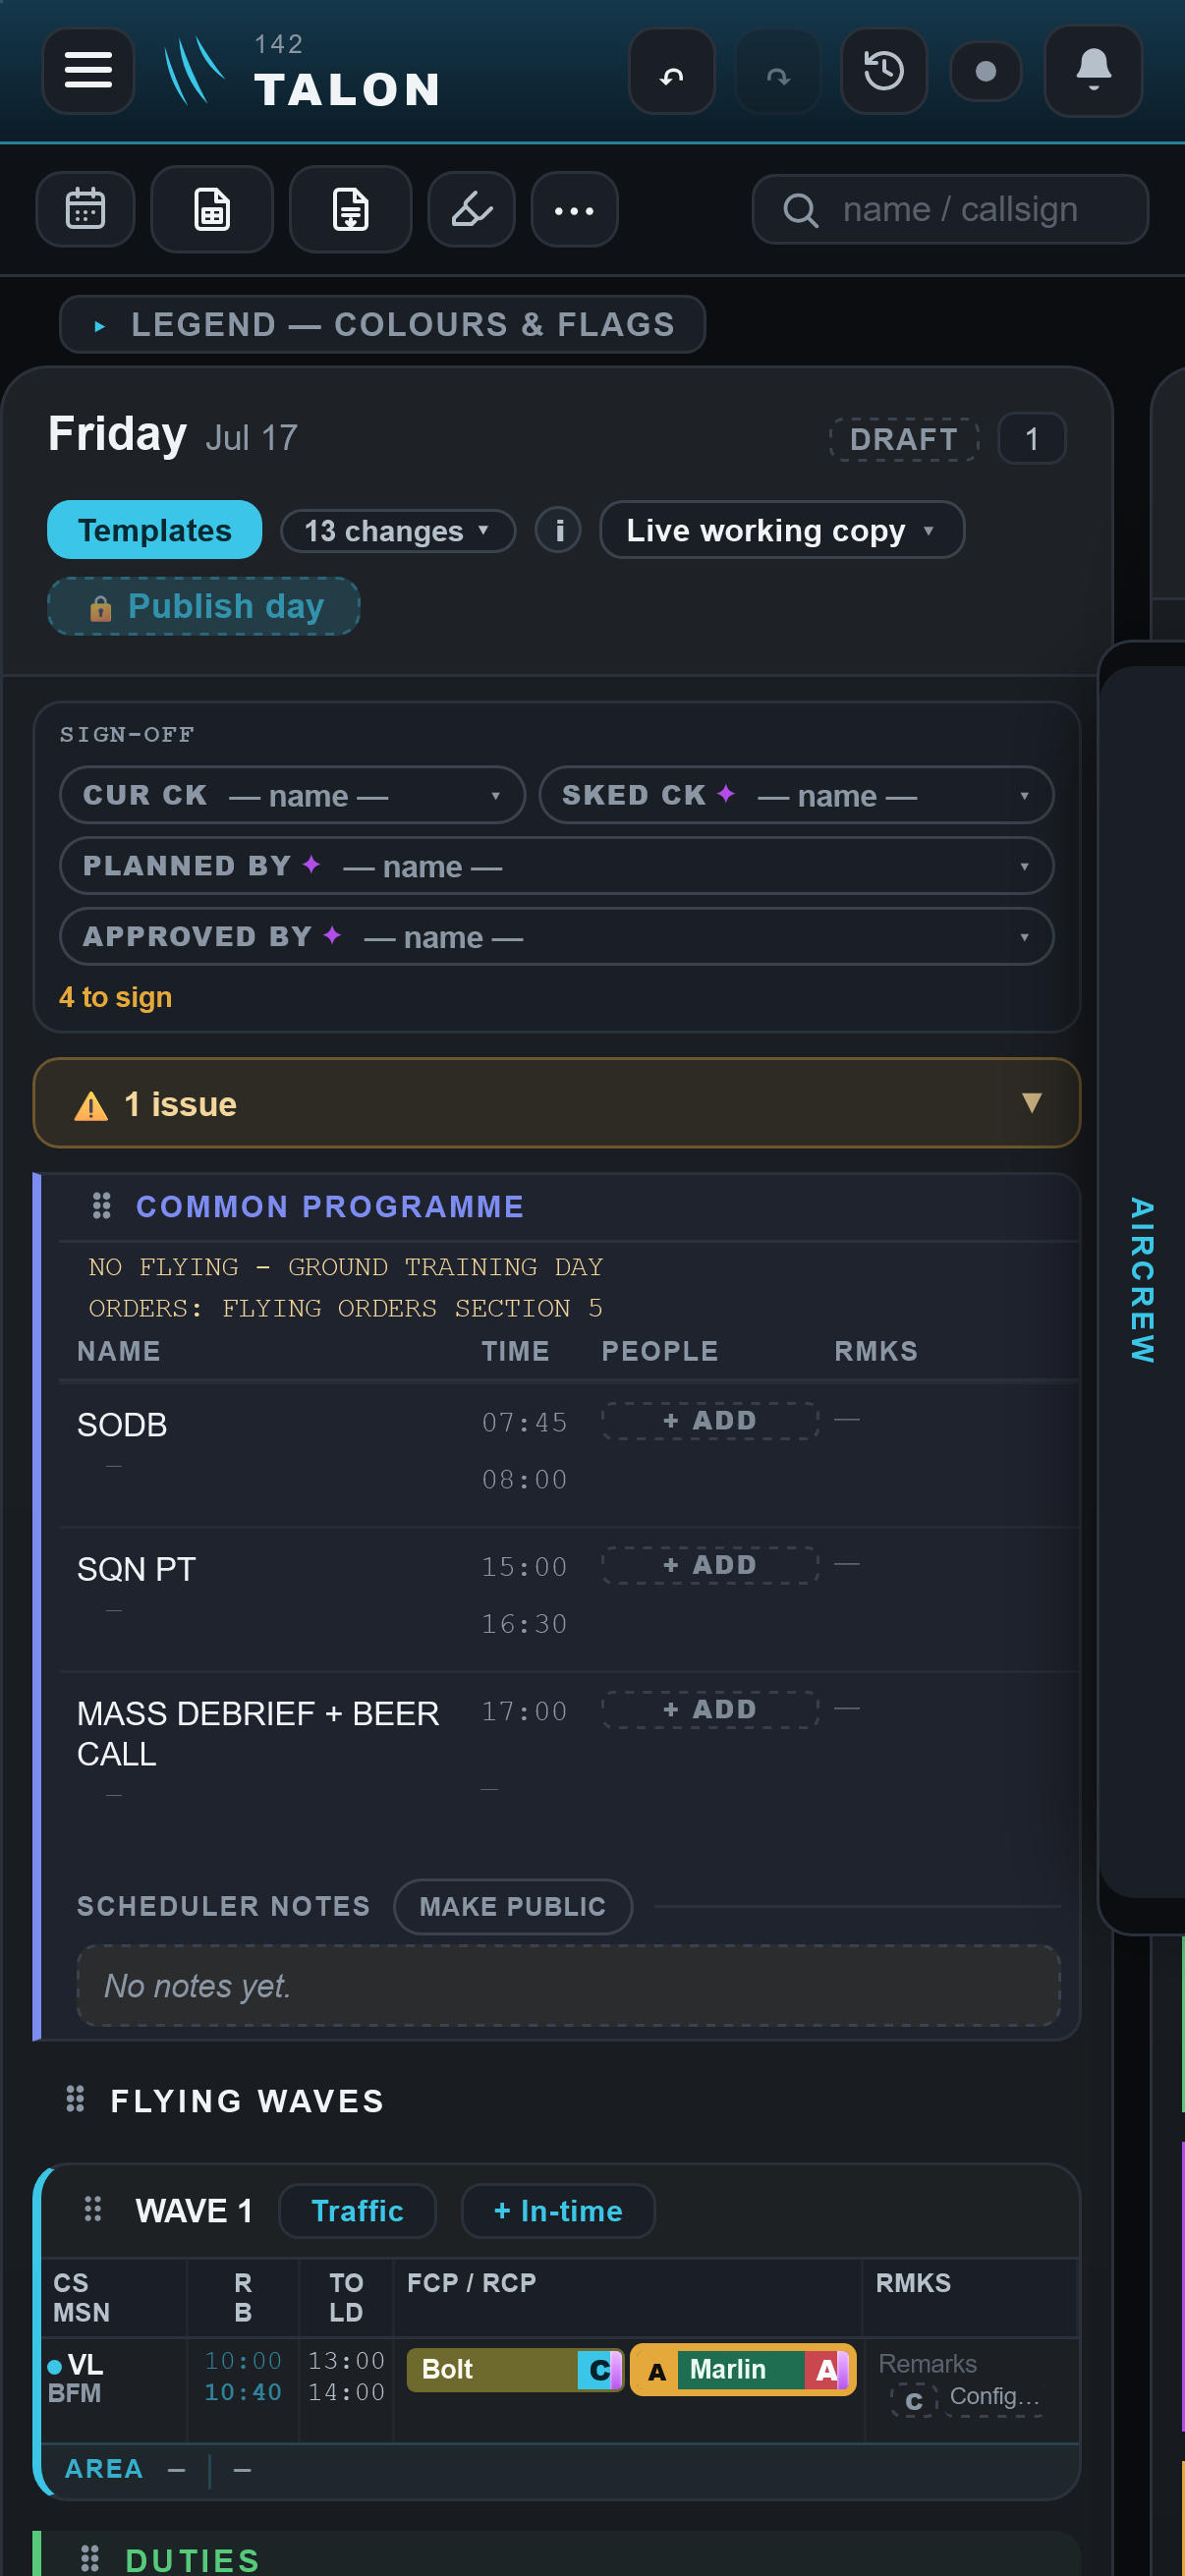 142
TALON
name / callsign
LEGEND — COLOURS & FLAGS
Friday Jul 17 DRAFT 1
Templates 13 changes i Live working copy
Publish day
SIGN-OFF
CUR CK — name — SKED CK — name —
PLANNED BY — name —
APPROVED BY — name —
4 to sign
1 issue
COMMON PROGRAMME
NO FLYING - GROUND TRAINING DAY
ORDERS: FLYING ORDERS SECTION 5
NAME TIME PEOPLE RMKS
SODB 07:45 + ADD —
— 08:00
SQN PT 15:00 + ADD —
— 16:30
MASS DEBRIEF + BEER 17:00 + ADD —
CALL
— —
AIRCREW
SCHEDULER NOTES MAKE PUBLIC
No notes yet.
FLYING WAVES
WAVE 1 Traffic + In-time
CS R TO FCP / RCP RMKS
MSN B LD
VL 10:00 13:00 Bolt C A Marlin A Remarks
BFM 10:40 14:00 C Config...
AREA — —
DUTIES